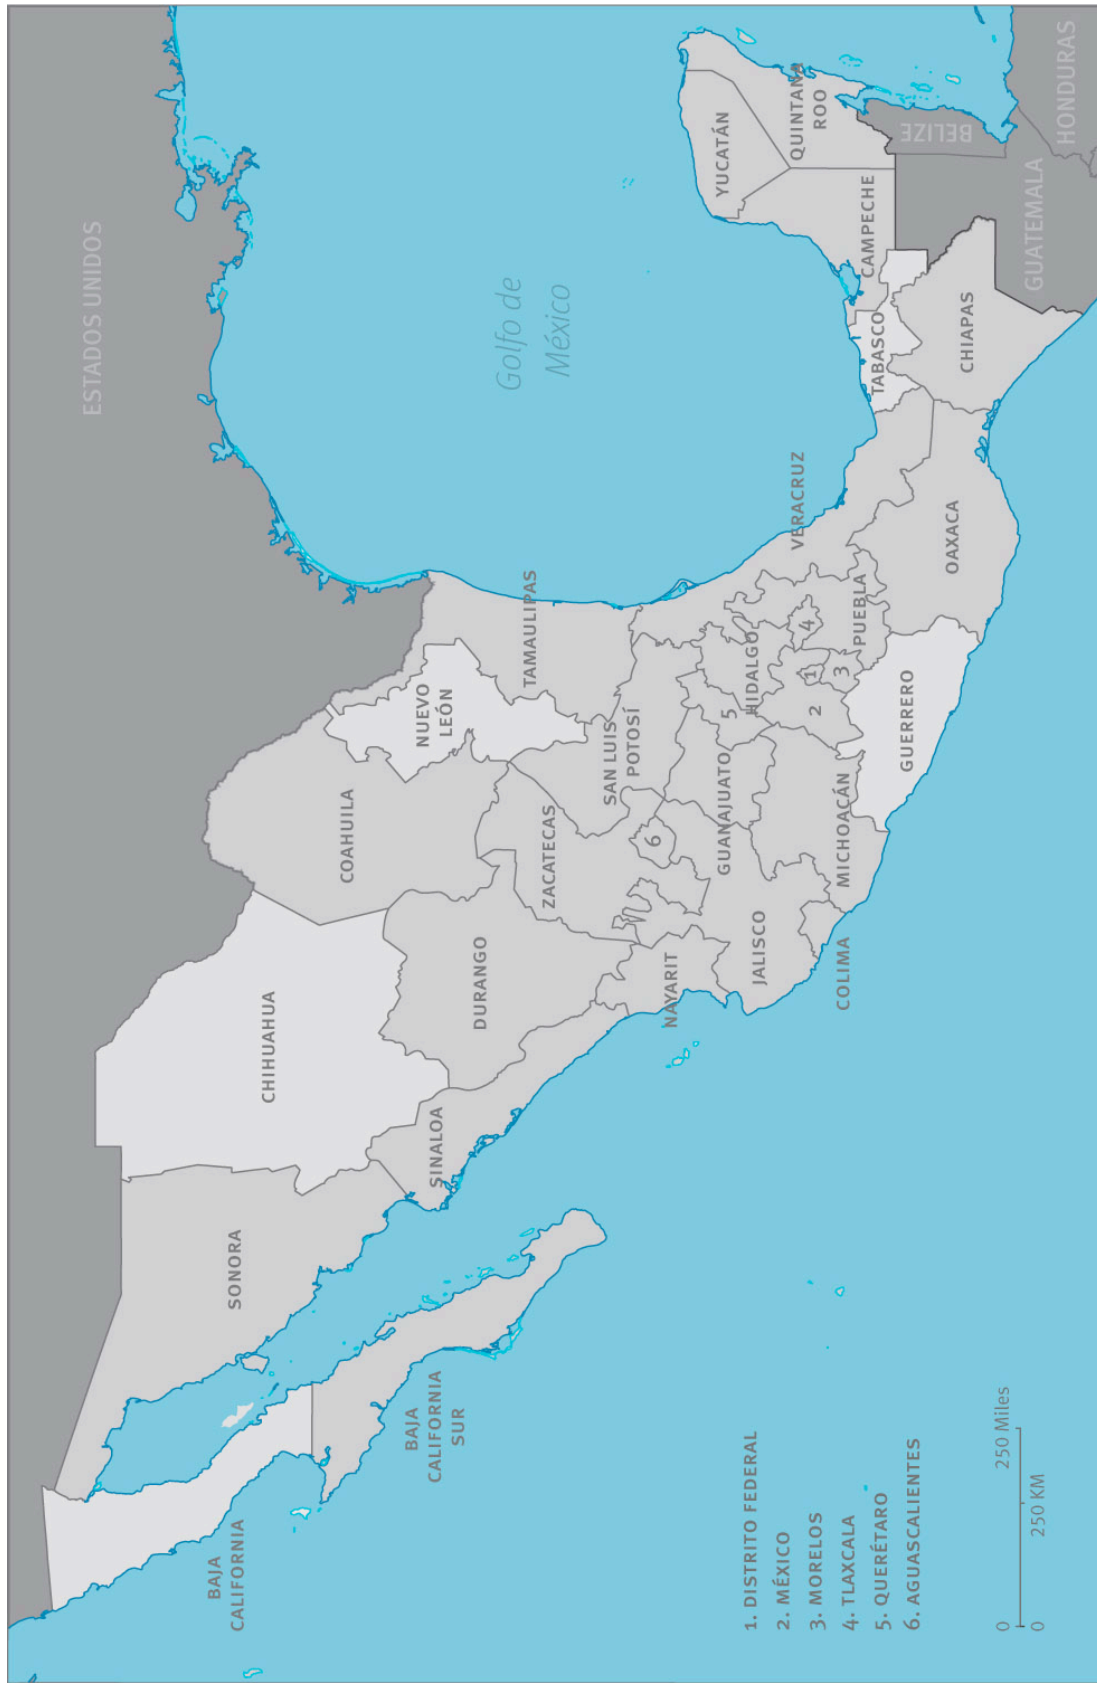 ESTADOS UNIDOS
BAJA
CALIFORNIA
SONORA
CHIHUAHUA
COAHUILA
NUEVO
LEÓN
TAMAULIPAS
Golfo de
México
BAJA
CALIFORNIA
SUR
SINALOA
DURANGO
ZACATECAS
SAN LUIS
POTOSÍ
NAYARIT
6
JALISCO
GUANAJUATO
5
HIDALGO
4
1
2
3
COLIMA
MICHOACÁN
PUEBLA
VERACRUZ
GUERRERO
OAXACA
TABASCO
CHIAPAS
CAMPECHE
YUCATÁN
QUINTANA
ROO
BELIZE
GUATEMALA
HONDURAS
1. DISTRITO FEDERAL
2. MÉXICO
3. MORELOS
4. TLAXCALA
5. QUERÉTARO
6. AGUASCALIENTES
0 250 Miles
0 250 KM